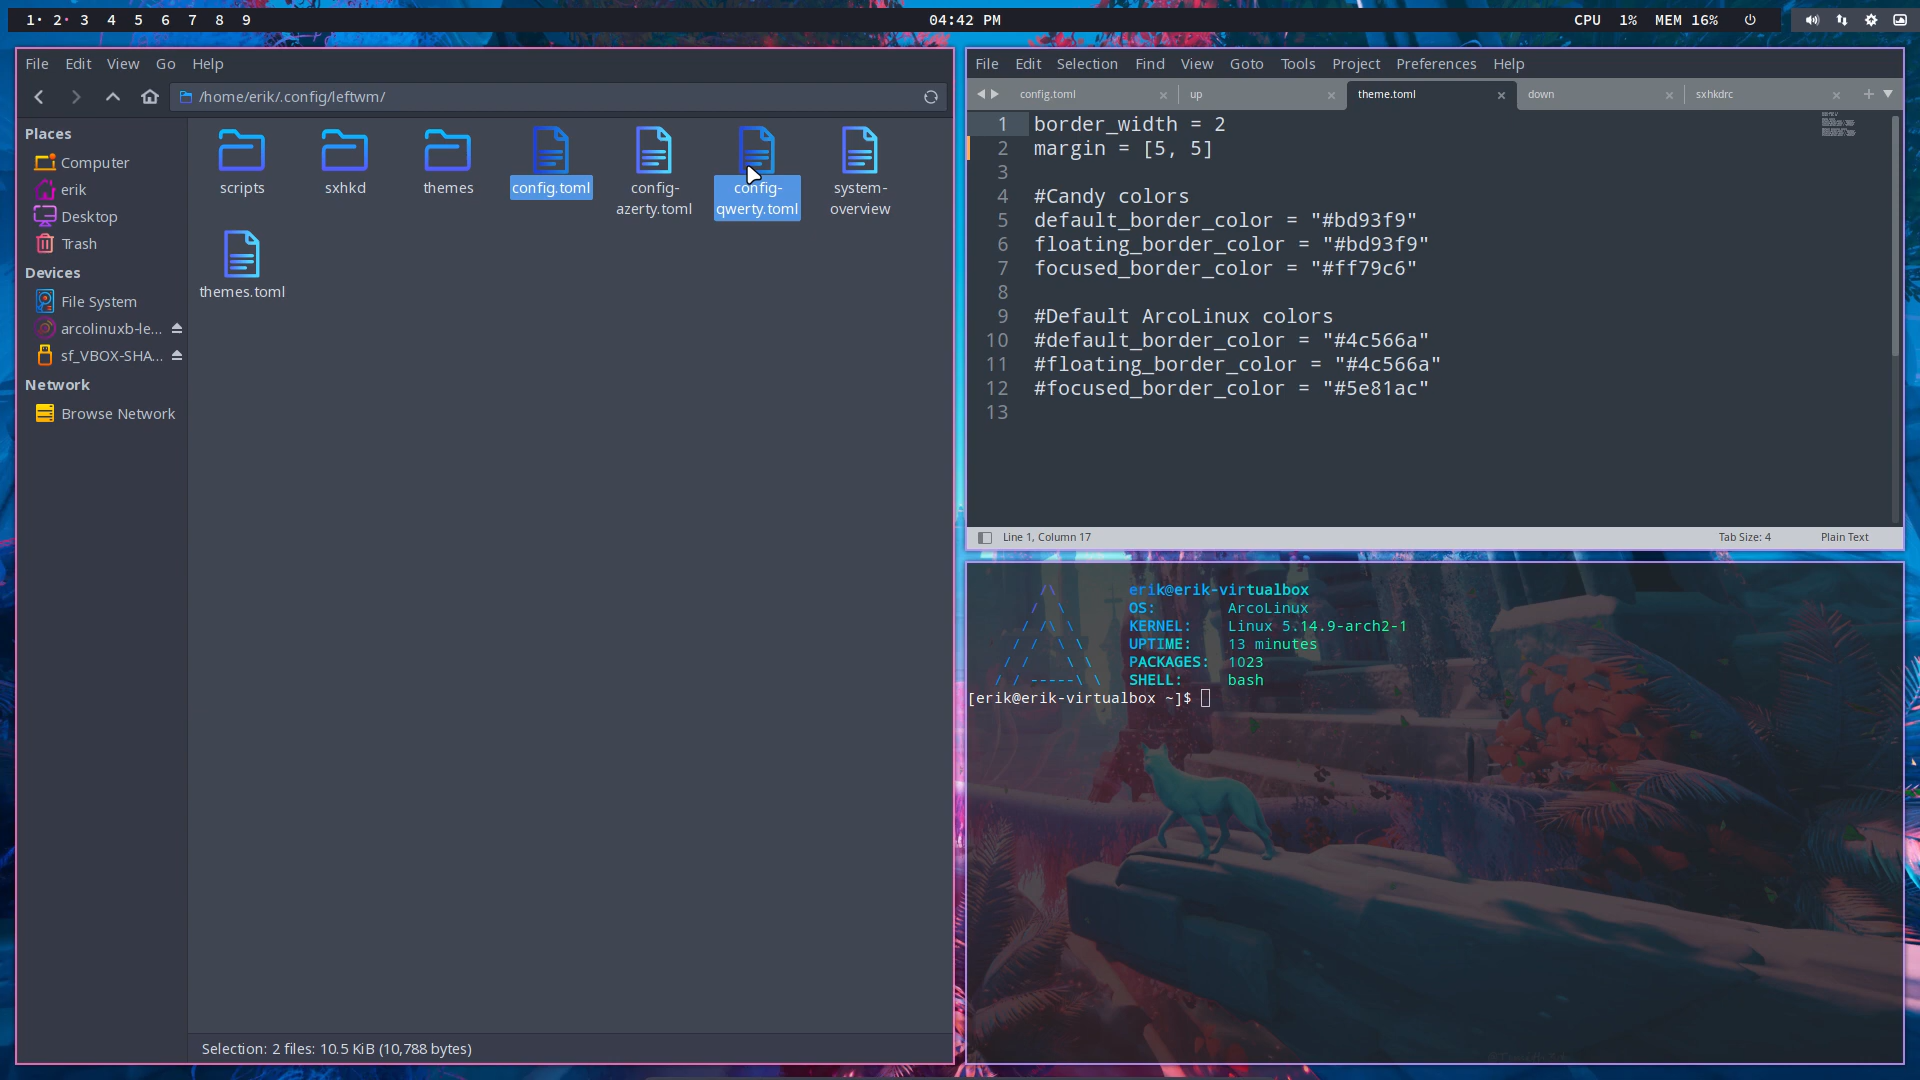 1· 2· 3 4 5 6 7 8 9
04:42 PM
CPU 1% MEM 16%
File Edit View Go Help
/home/erik/.config/leftwm/
Places
Computer
erik
Desktop
Trash
Devices
File System
arcolinuxb-le...
sf_VBOX-SHA...
Network
Browse Network
scripts
sxhkd
themes
config.toml
config-
azerty.toml
config-
qwerty.toml
system-
overview
themes.toml
Selection: 2 files: 10.5 KiB (10,788 bytes)
File Edit Selection Find View Goto Tools Project Preferences Help
config.toml up theme.toml down sxhkdrc
1 border_width = 2
2 margin = [5, 5]
3
4 #Candy colors
5 default_border_color = "#bd93f9"
6 floating_border_color = "#bd93f9"
7 focused_border_color = "#ff79c6"
8
9 #Default ArcoLinux colors
10 #default_border_color = "#4c566a"
11 #floating_border_color = "#4c566a"
12 #focused_border_color = "#5e81ac"
13
Line 1, Column 17
Tab Size: 4
Plain Text
/\ erik@erik-virtualbox
/ \ OS: ArcoLinux
/ /\ \ KERNEL: Linux 5.14.9-arch2-1
/ / \ \ UPTIME: 13 minutes
/ / \ \ PACKAGES: 1023
/ / -----\ \ SHELL: bash
[erik@erik-virtualbox ~]$